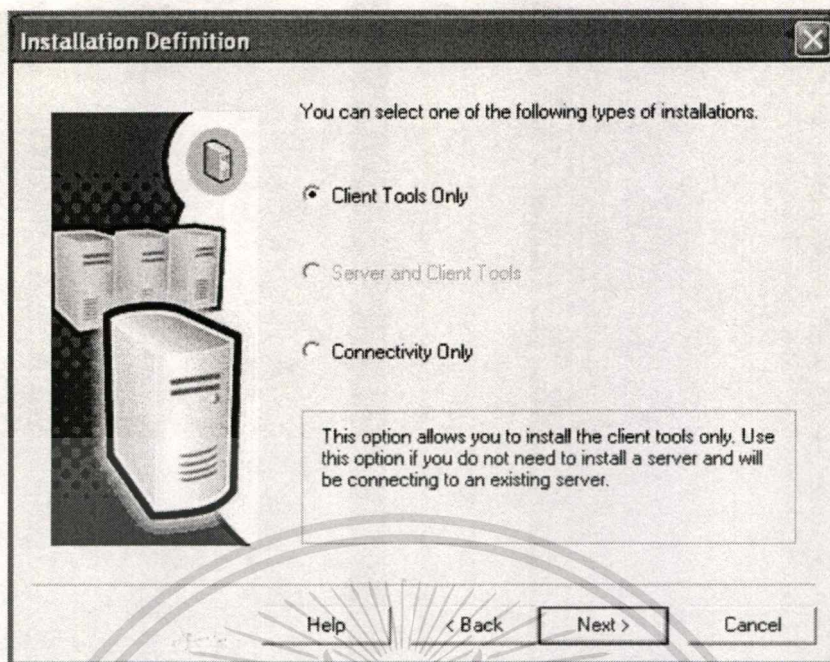 Installation Definition
You can select one of the following types of installations.
Client Tools Only
Server and Client Tools
Connectivity Only
This option allows you to install the client tools only. Use
this option if you do not need to install a server and will
be connecting to an existing server.
Help
< Back
Next >
Cancel